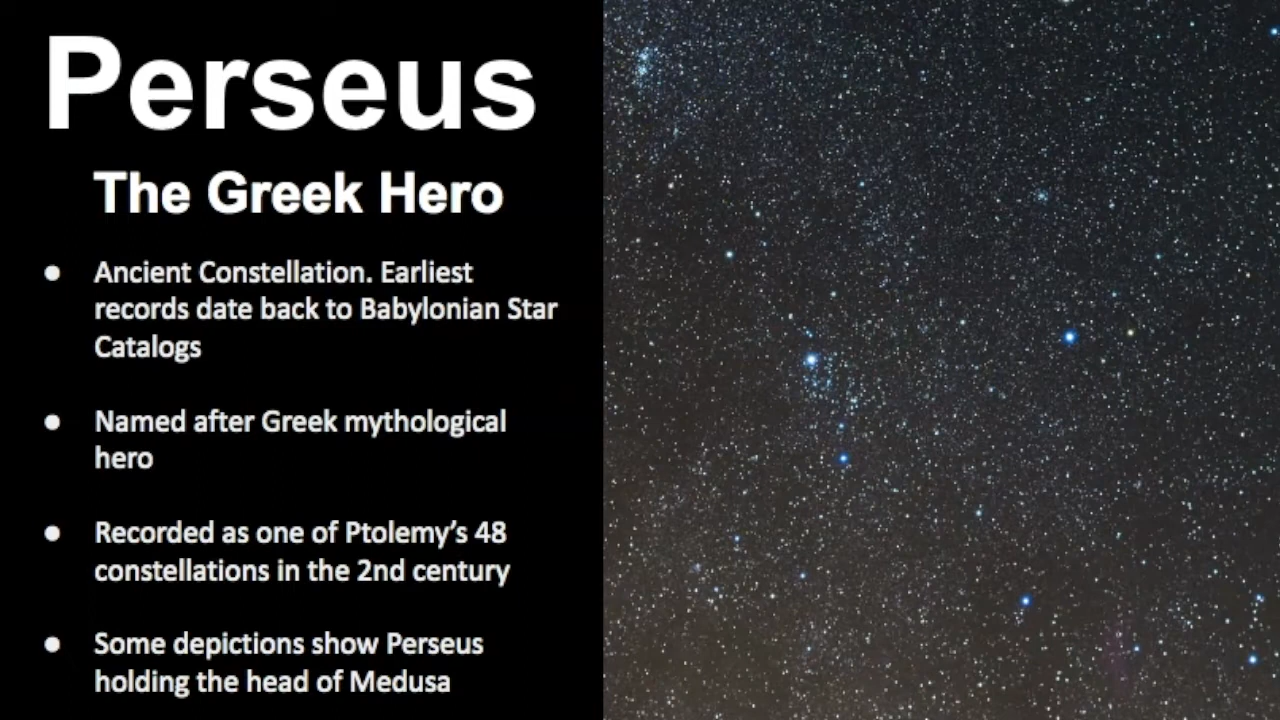 Perseus
The Greek Hero
● Ancient Constellation. Earliest
records date back to Babylonian Star
Catalogs
● Named after Greek mythological
hero
● Recorded as one of Ptolemy’s 48
constellations in the 2nd century
● Some depictions show Perseus
holding the head of Medusa